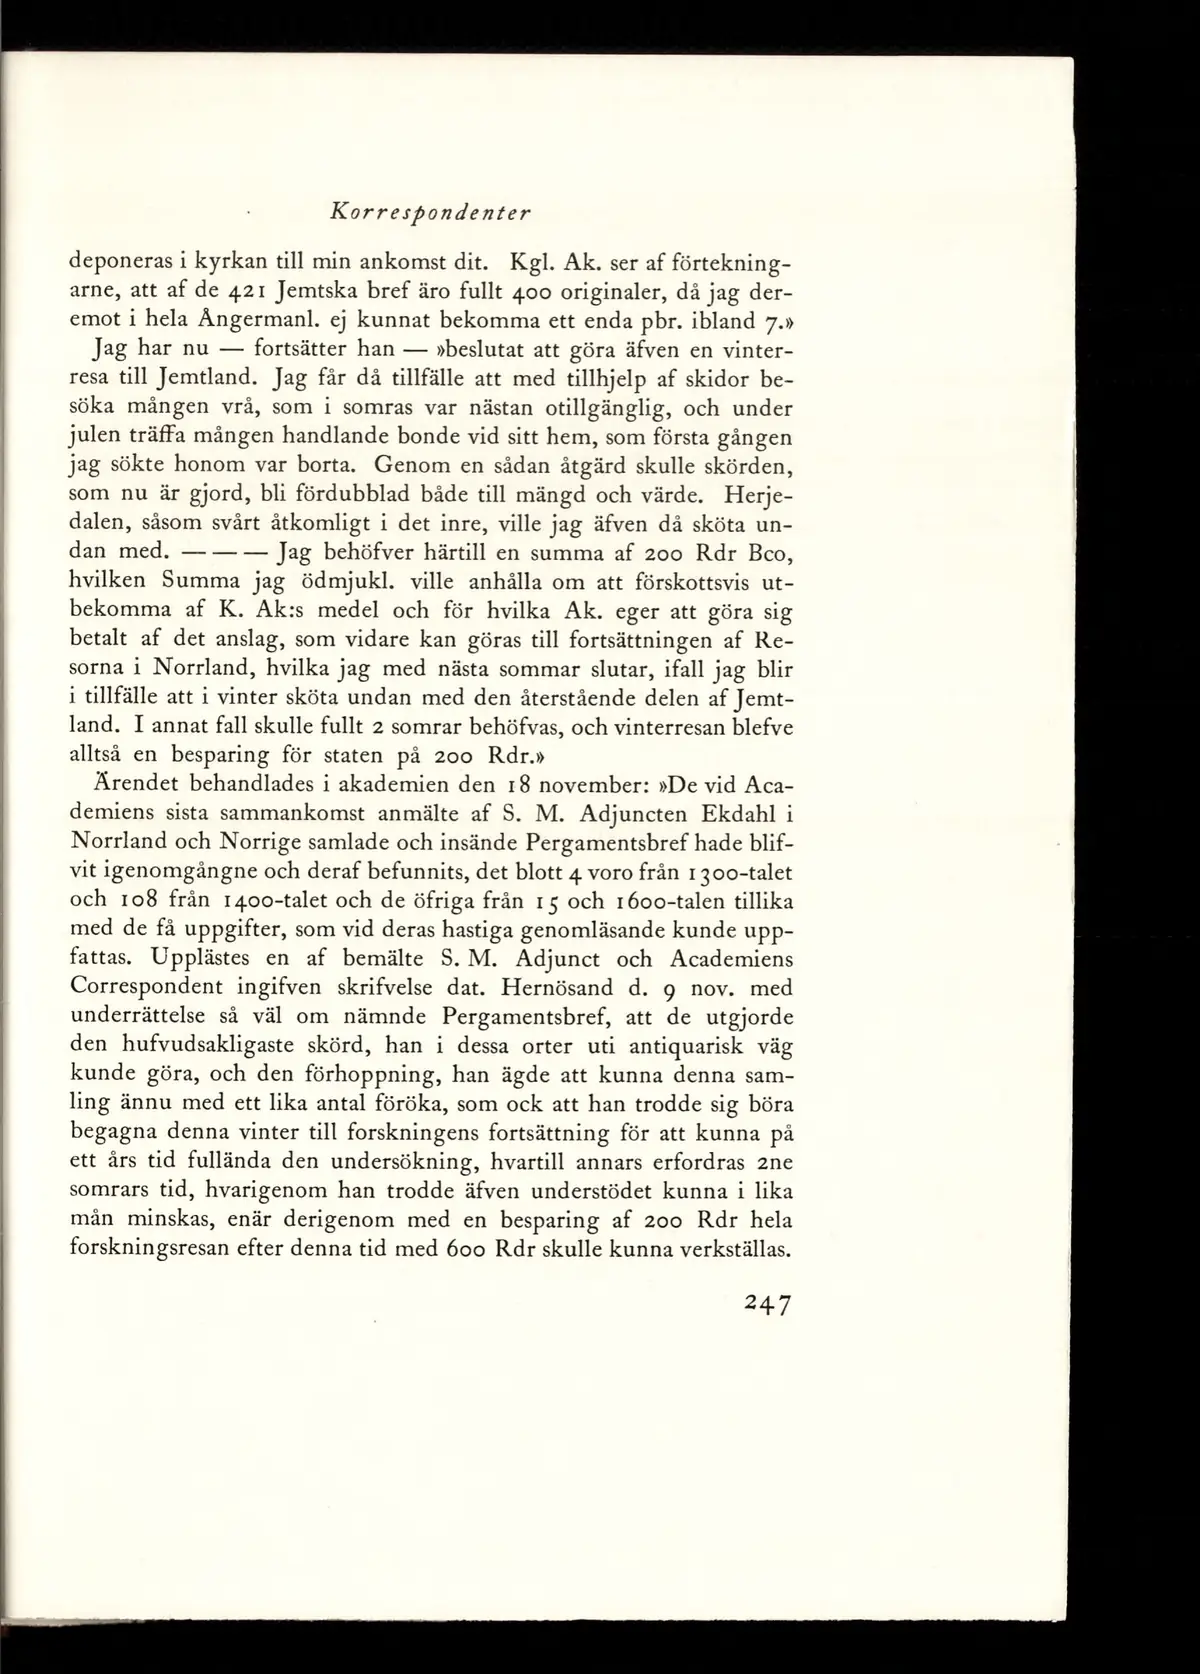 Korrespondenter
deponeras i kyrkan till min ankomst dit. Kgl. Ak. ser af förtekning-
arne, att af de 421 Jemtska bref äro fullt 400 originaler, då jag der-
emot i hela Ångermanl. ej kunnat bekomma ett enda pbr. ibland 7.»
Jag har nu — fortsätter han — »beslutat att göra äfven en vinter-
resa till Jemtland. Jag får då tillfälle att med tillhjelp af skidor be-
söka mången vrå, som i somras var nästan otillgänglig, och under
julen träffa mången handlande bonde vid sitt hem, som första gången
jag sökte honom var borta. Genom en sådan åtgärd skulle skörden,
som nu är gjord, bli fördubblad både till mängd och värde. Herje-
dalen, såsom svårt åtkomligt i det inre, ville jag äfven då sköta un-
dan med. — — — Jag behöfver härtill en summa af 200 Rdr Bco,
hvilken Summa jag ödmjukl. ville anhålla om att förskottsvis ut-
bekomma af K. Ak:s medel och för hvilka Ak. eger att göra sig
betalt af det anslag, som vidare kan göras till fortsättningen af Re-
sorna i Norrland, hvilka jag med nästa sommar slutar, ifall jag blir
i tillfälle att i vinter sköta undan med den återstående delen af Jemt-
land. I annat fall skulle fullt 2 somrar behöfvas, och vinterresan blefve
alltså en besparing för staten på 200 Rdr.»
Ärendet behandlades i akademien den 18 november: »De vid Aca-
demiens sista sammankomst anmälte af S. M. Adjuncten Ekdahl i
Norrland och Norrige samlade och insände Pergamentsbref hade blif-
vit igenomgångne och deraf befunnits, det blott 4 voro från 1300-talet
och 108 från 1400-talet och de öfriga från 15 och 1600-talen tillika
med de få uppgifter, som vid deras hastiga genomläsande kunde upp-
fattas. Upplästes en af bemälte S. M. Adjunct och Academiens
Correspondent ingifven skrifvelse dat. Hernösand d. 9 nov. med
underrättelse så väl om nämnde Pergamentsbref, att de utgjorde
den hufvudsakligaste skörd, han i dessa orter uti antiquarisk väg
kunde göra, och den förhoppning, han ägde att kunna denna sam-
ling ännu med ett lika antal föröka, som ock att han trodde sig böra
begagna denna vinter till forskningens fortsättning för att kunna på
ett års tid fullända den undersökning, hvartill annars erfordras 2ne
somrars tid, hvarigenom han trodde äfven understödet kunna i lika
mån minskas, enär derigenom med en besparing af 200 Rdr hela
forskningsresan efter denna tid med 600 Rdr skulle kunna verkställas.
247